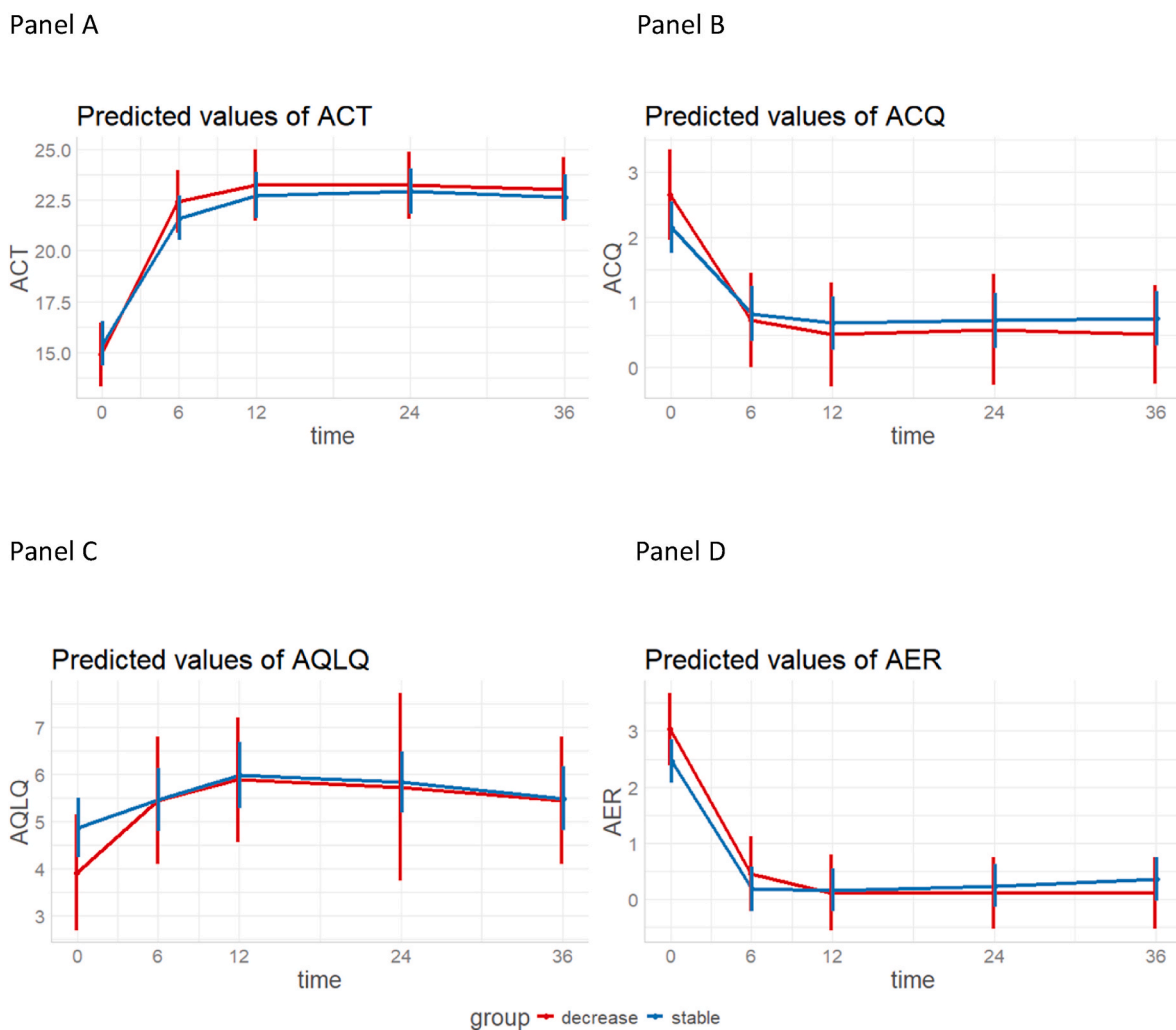 Panel A
Predicted values of ACT
25.0
22.5
20.0
17.5
15.0
ACT
0 6 12 24 36
time
Panel B
Predicted values of ACQ
3
2
1
0
ACQ
0 6 12 24 36
time
Panel C
Predicted values of AQLQ
7
6
5
4
3
AQLQ
0 6 12 24 36
time
Panel D
Predicted values of AER
3
2
1
0
AER
0 6 12 24 36
time
group decrease stable